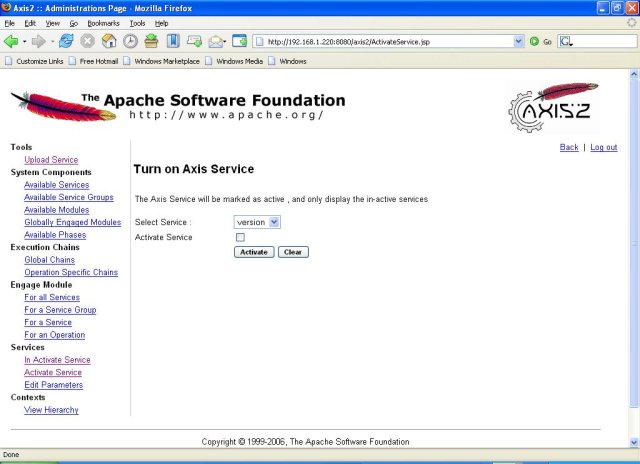 Axis2 :: Administrations Page - Mozilla Firefox
File Edit View Go Bookmarks Tools Help
http://192.168.1.220:8080/axis2/ActivateService.jsp Go
Customize Links Free Hotmail Windows Marketplace Windows Media Windows
The Apache Software Foundation
http://www.apache.org/
AXIS2
Back | Log out
Tools
Upload Service
System Components
Available Services
Available Service Groups
Available Modules
Globally Engaged Modules
Available Phases
Execution Chains
Global Chains
Operation Specific Chains
Engage Module
For all Services
For a Service Group
For a Service
For an Operation
Services
In Activate Service
Activate Service
Edit Parameters
Contexts
View Hierarchy
Turn on Axis Service
The Axis Service will be marked as active , and only display the in-active services
Select Service : version
Activate Service
Activate Clear
Copyright © 1999-2006, The Apache Software Foundation
Done